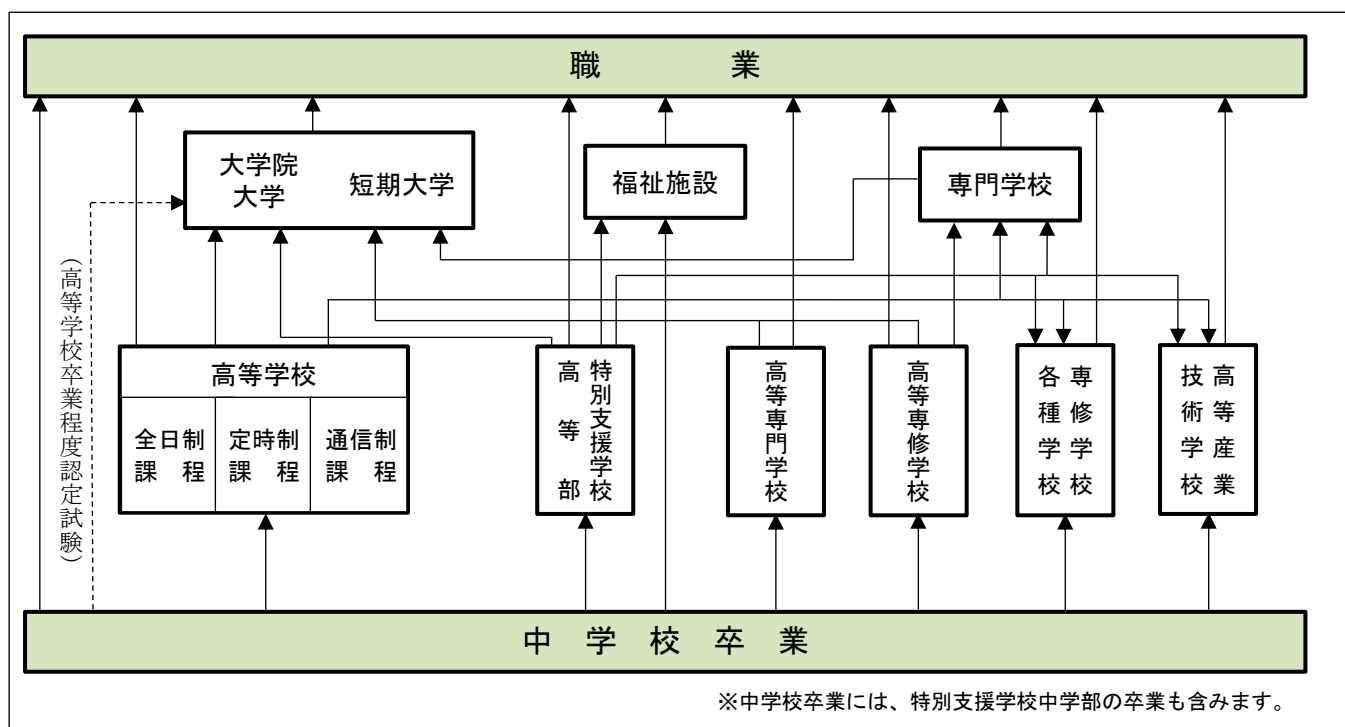 職　業
大学院
大学
短期大学
福祉施設
専門学校
(高等学校卒業程度認定試験)
高等学校
全日制
課　程
定時制
課　程
通信制
課　程
特別支援学校
高　等　部
高等専門学校
高等専修学校
専修学校
各種学校
高等産業
技術学校
中　学　校　卒　業
※中学校卒業には、特別支援学校中学部の卒業も含みます。